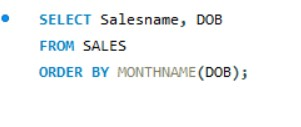 SELECT Salesname, DOB
FROM SALES
ORDER BY MONTHNAME(DOB);